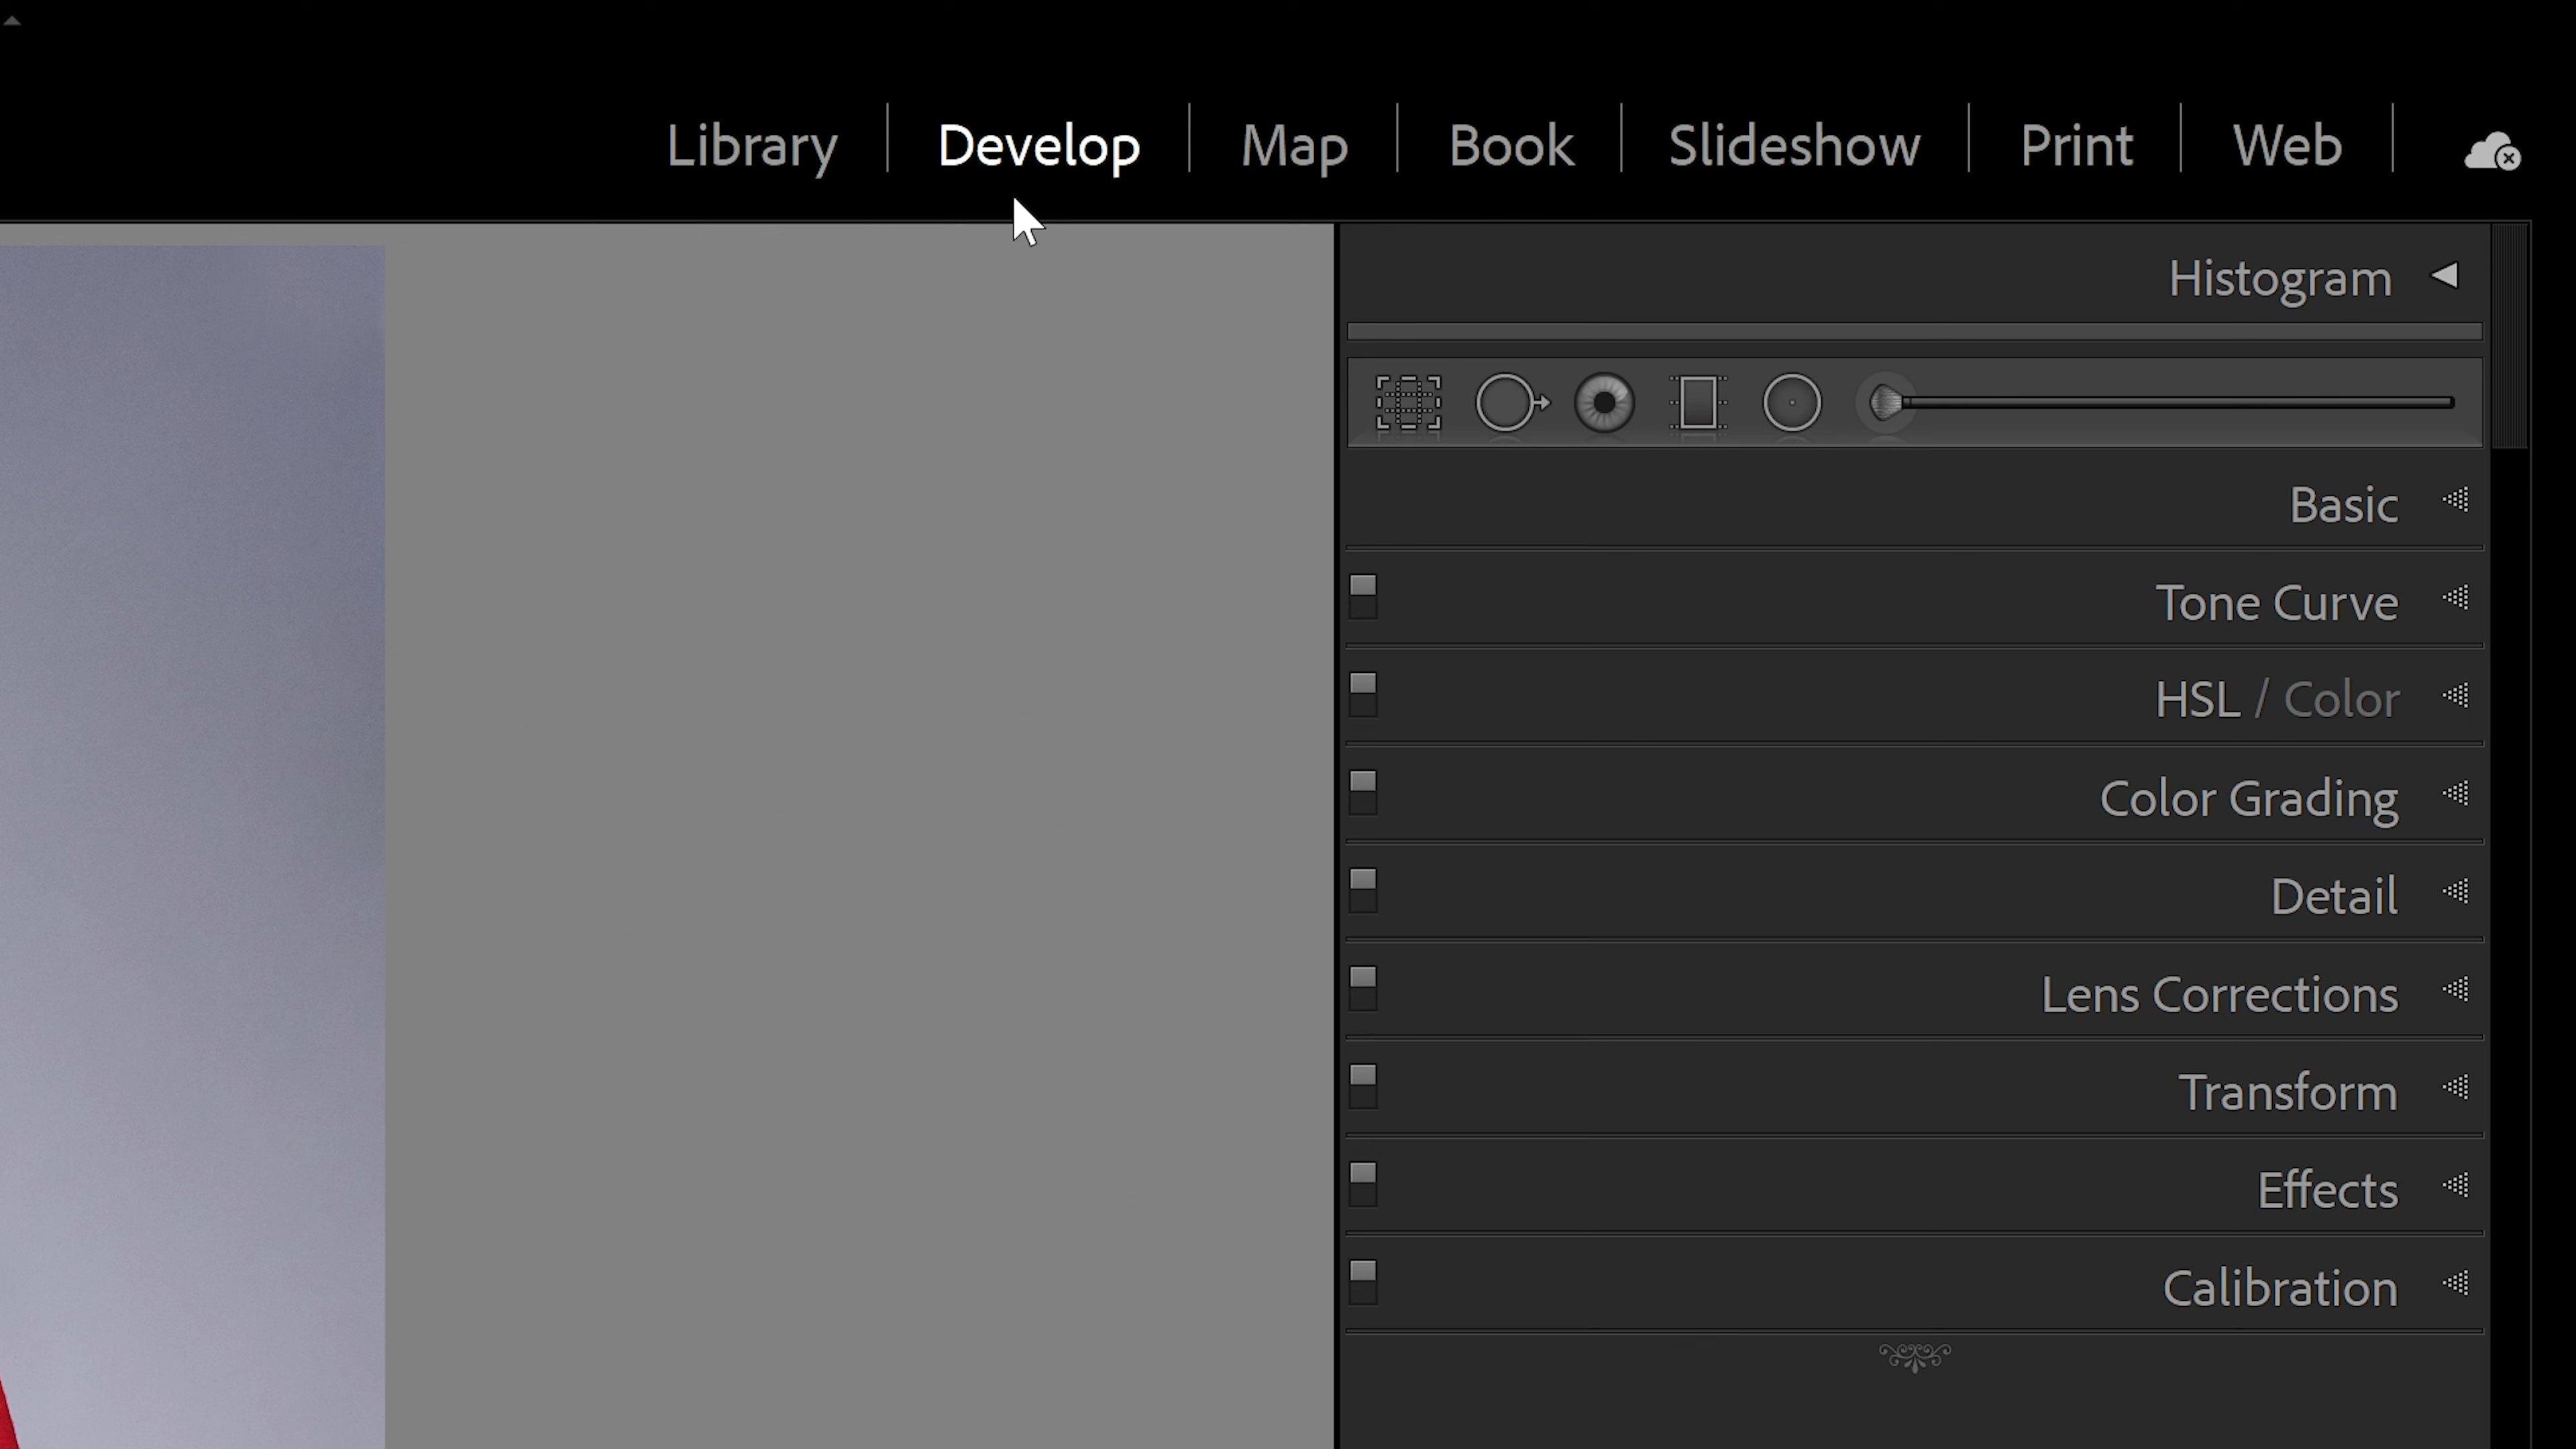 Library | Develop | Map | Book | Slideshow | Print | Web
Histogram
Basic
Tone Curve
HSL / Color
Color Grading
Detail
Lens Corrections
Transform
Effects
Calibration